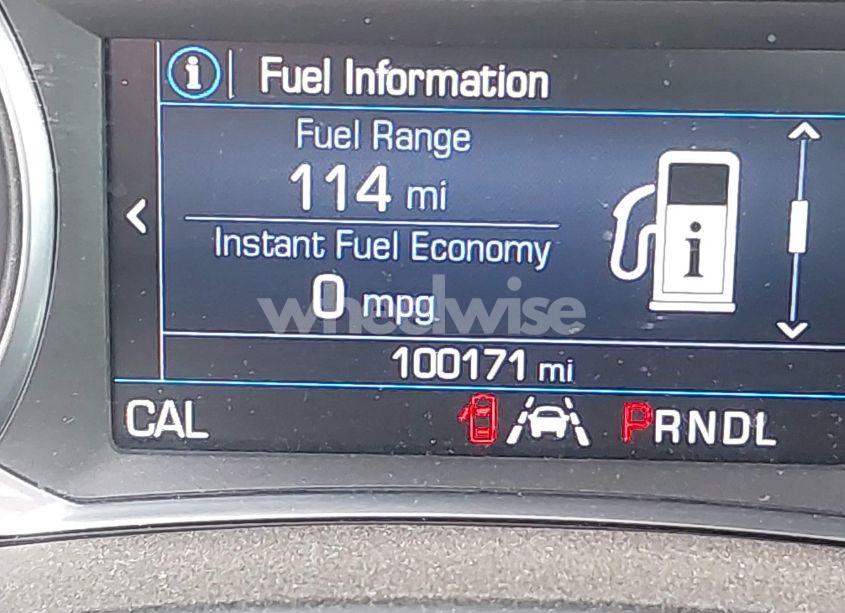 i Fuel Information
Fuel Range
114 mi
Instant Fuel Economy
0 mpg
wheelwise
100171 mi
CAL
PRNDL